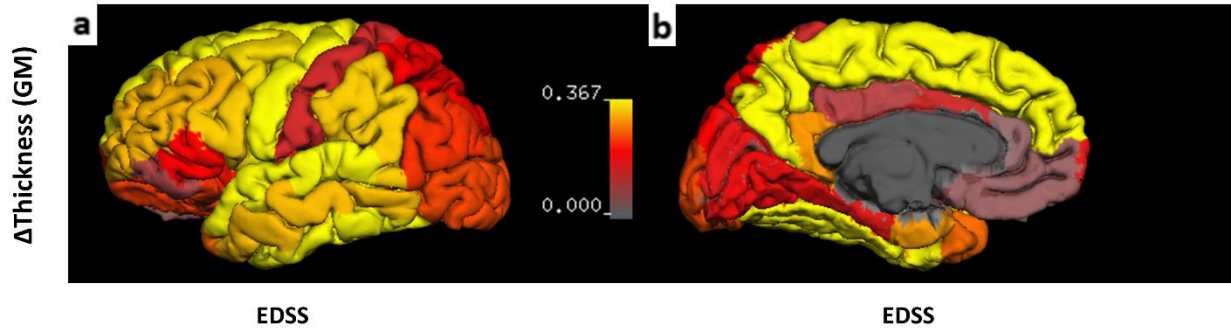 a
b
ΔThickness (GM)
0.367
0.000
EDSS
EDSS